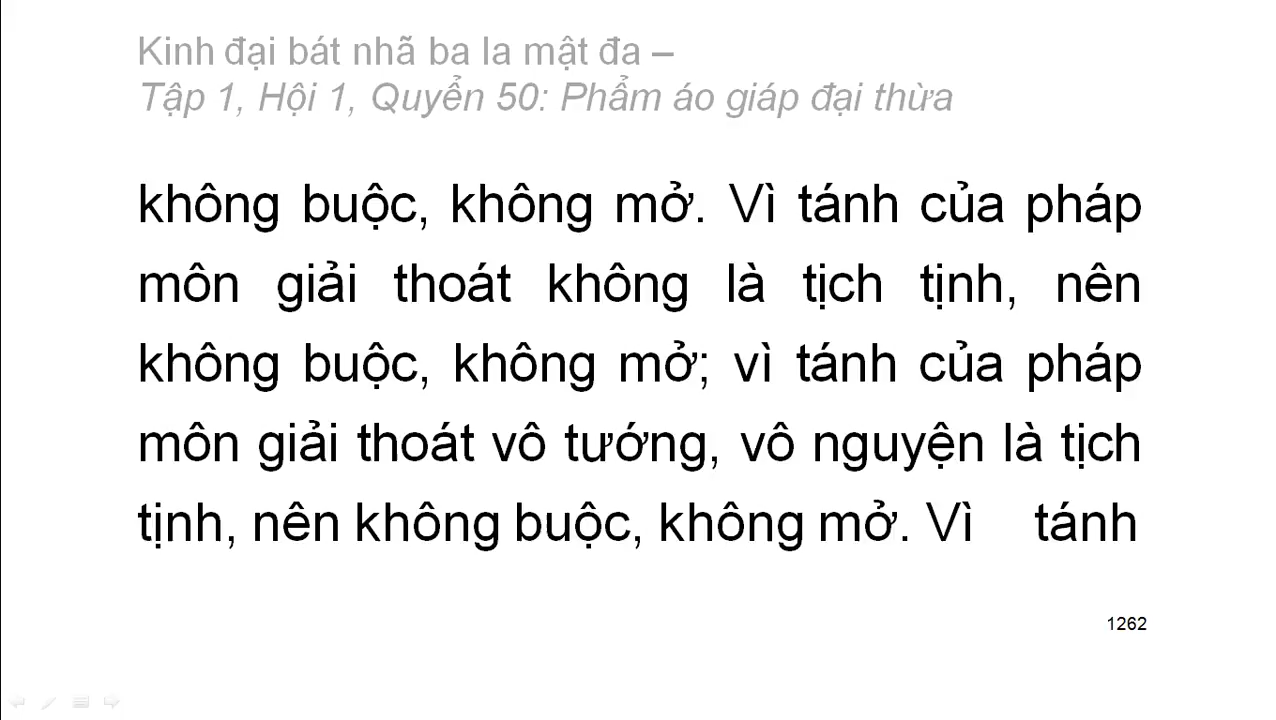 Kinh đại bát nhã ba la mật đa –
Tập 1, Hội 1, Quyển 50: Phẩm áo giáp đại thừa
không buộc, không mở. Vì tánh của pháp
môn giải thoát không là tịch tịnh, nên
không buộc, không mở; vì tánh của pháp
môn giải thoát vô tướng, vô nguyện là tịch
tịnh, nên không buộc, không mở. Vì tánh
1262